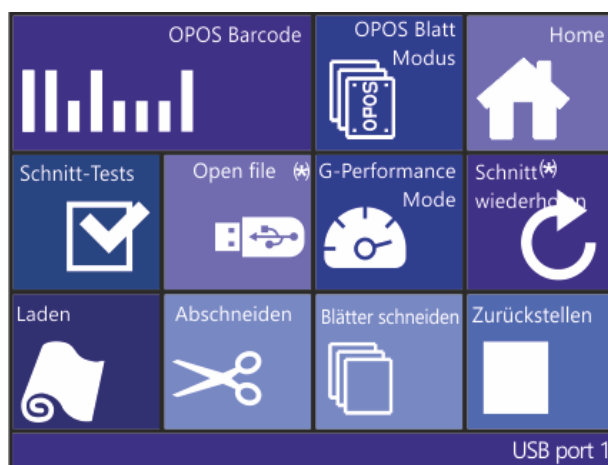 OPOS Barcode
OPOS Blatt
Modus
OPOS
Home
Schnitt-Tests
Open file (*)
G-Performance
Mode
Schnitt(*)
wiederholen
Laden
Abschneiden
Blätter schneiden
Zurückstellen
USB port 1